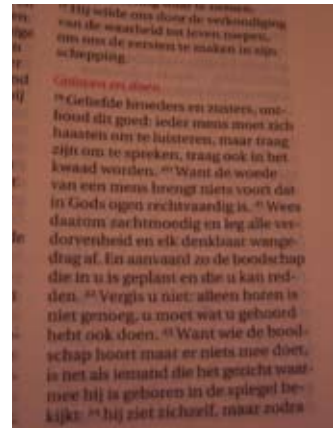 18 Hij wilde ons door de verkondiging
van de waarheid tot leven roepen,
om ons de eersten te maken in zijn
schepping.
Geloven en doen
19 Geliefde broeders en zusters, ont-
houd dit goed: ieder mens moet zich
haasten om te luisteren, maar traag
zijn om te spreken, traag ook in het
kwaad worden. 20 Want de woede
van een mens brengt niets voort dat
in Gods ogen rechtvaardig is. 21 Wees
daarom zachtmoedig en leg alle ver-
dorvenheid en elk denkbaar wange-
drag af. En aanvaard zo de boodschap
die in u is geplant en die u kan red-
den. 22 Vergis u niet: alleen horen is
niet genoeg, u moet wat u gehoord
hebt ook doen. 23 Want wie de bood-
schap hoort maar er niets mee doet,
is net als iemand die het gezicht waar-
mee hij is geboren in de spiegel be-
kijkt: 24 hij ziet zichzelf, maar zodra